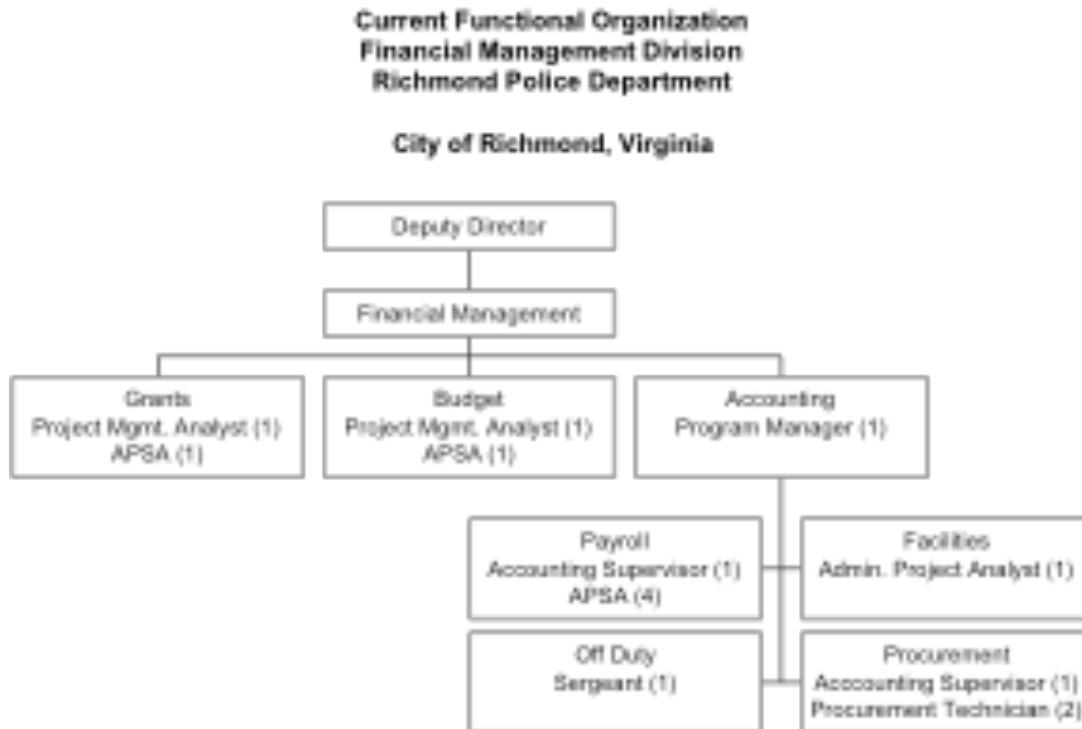 Current Functional Organization
Financial Management Division
Richmond Police Department
City of Richmond, Virginia
Deputy Director
Financial Management
Grants
Project Mgmt. Analyst (1)
APSA (1)
Budget
Project Mgmt. Analyst (1)
APSA (1)
Accounting
Program Manager (1)
Payroll
Accounting Supervisor (1)
APSA (4)
Facilities
Admin. Project Analyst (1)
Off Duty
Sergeant (1)
Procurement
Acccounting Supervisor (1)
Procurement Technician (2)